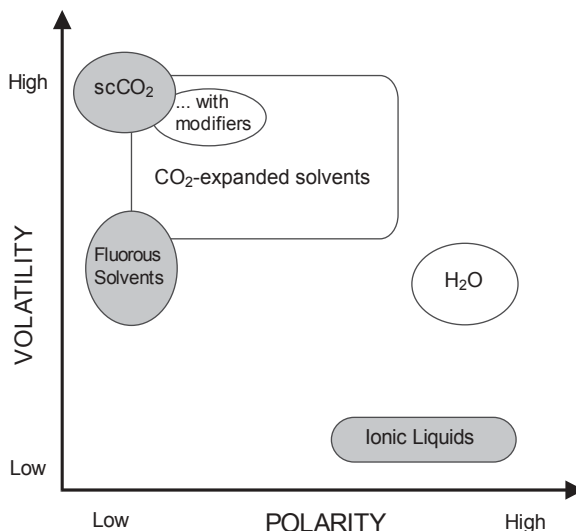 High
scCO₂
... with
modifiers
CO₂-expanded solvents
Fluorous
Solvents
H₂O
VOLATILITY
Ionic Liquids
Low
Low
POLARITY
High